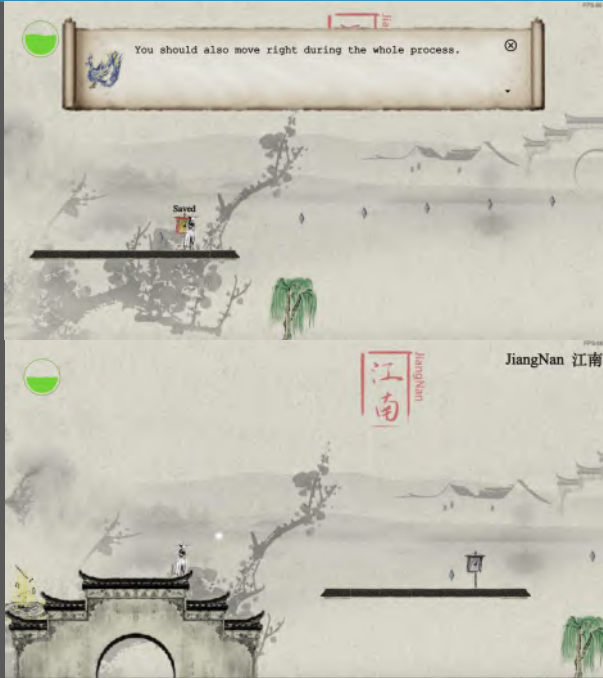 You should also move right during the whole process.
Saved
JiangNan 江南
江南
JiangNan